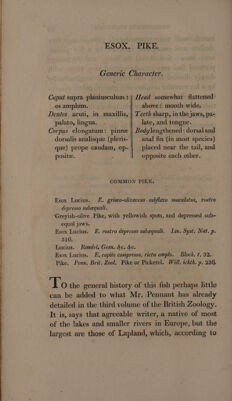 ESOX. PIKE.
Generic Character.
Caput supra planiusculum:
os amplum.
Dentes acuti, in maxillis,
palato, lingua.
Corpus elongatum: pinnæ
dorsalis analisque (pleris-
que) prope caudam, op-
positæ.
Head somewhat flattened
above: mouth wide.
Teeth sharp, in the jaws, pa-
late, and tongue.
Body lengthened: dorsal and
anal fin (in most species)
placed near the tail, and
opposite each other.
COMMON PIKE.
Esox Lucius. E. griseo-olivaceus subflavo maculatus, rostro
depresso subæquali.
Greyish-olive Pike, with yellowish spots, and depressed sub-
equal jaws.
Esox Lucius. E. rostro depresso subæquali. Lin. Syst. Nat. p.
516.
Lucius. Rondel. Gesn. &c. &c.
Esox Lucius. E. capite compresso, rictu amplo. Bloch. t. 32.
Pike. Penn. Brit. Zool. Pike or Pickerel. Will. ichth. p. 236.
To the general history of this fish perhaps little
can be added to what Mr. Pennant has already
detailed in the third volume of the British Zoology.
It is, says that agreeable writer, a native of most
of the lakes and smaller rivers in Europe, but the
largest are those of Lapland, which, according to